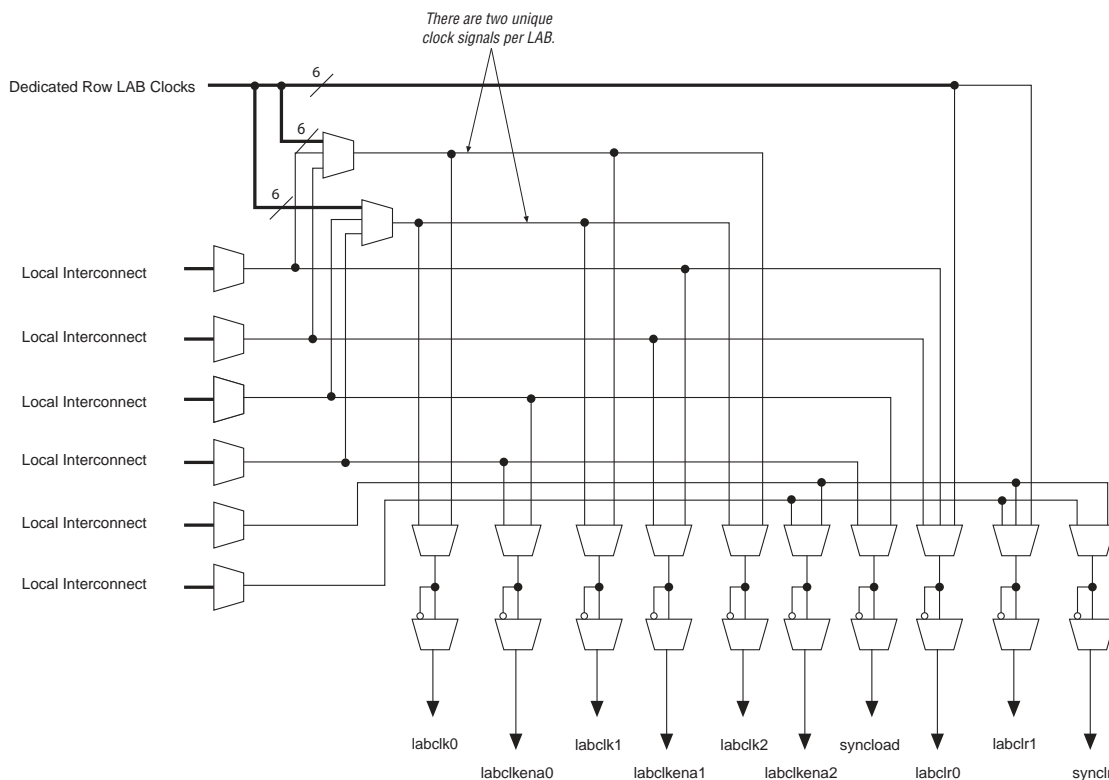 There are two unique
clock signals per LAB.
6
Dedicated Row LAB Clocks
6
6
Local Interconnect
Local Interconnect
Local Interconnect
Local Interconnect
Local Interconnect
Local Interconnect
labclk0
labclk1
labclk2
syncload
labclr1
labclkena0
labclkena1
labclkena2
labclr0
synclr